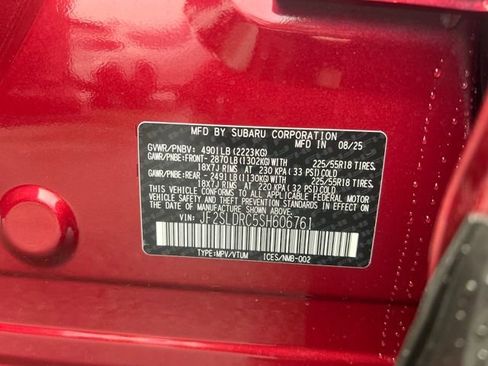 MFD BY SUBARU CORPORATION MFD IN 08/25
GVWR/PNBV: 4901LB(2223KG)
GAWR/PNBE:FRONT- 2870LB(1302KG)WITH 225/55R18 TIRES.
18X7J RIMS AT 230 KPA(33 PSI)COLD
GAWR/PNBE:REAR- 2491LB(1130KG)WITH 225/55R18 TIRES.
18X7J RIMS AT 220 KPA(32 PSI)COLD
THIS VEHICLE CONFORMS TO ALL APPLICABLE FEDERAL MOTOR
VEHICLE SAFETY, BUMPER, AND THEFT PREVENTION STANDARDS
IN EFFECT ON THE DATE OF MANUFACTURE SHOWN ABOVE.
VIN: JF2SLDRC5SH606761
TYPE:MPV/VTUM ICES/NMB-002